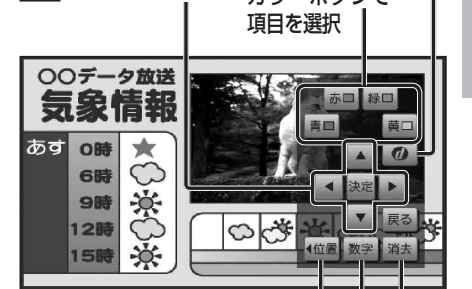 カラーボタンで
項目を選択
〇〇データ放送
気象情報
あす
0時
6時
9時
12時
15時
赤 緑
青 黄
d
決定
戻る
位置 数字 消去